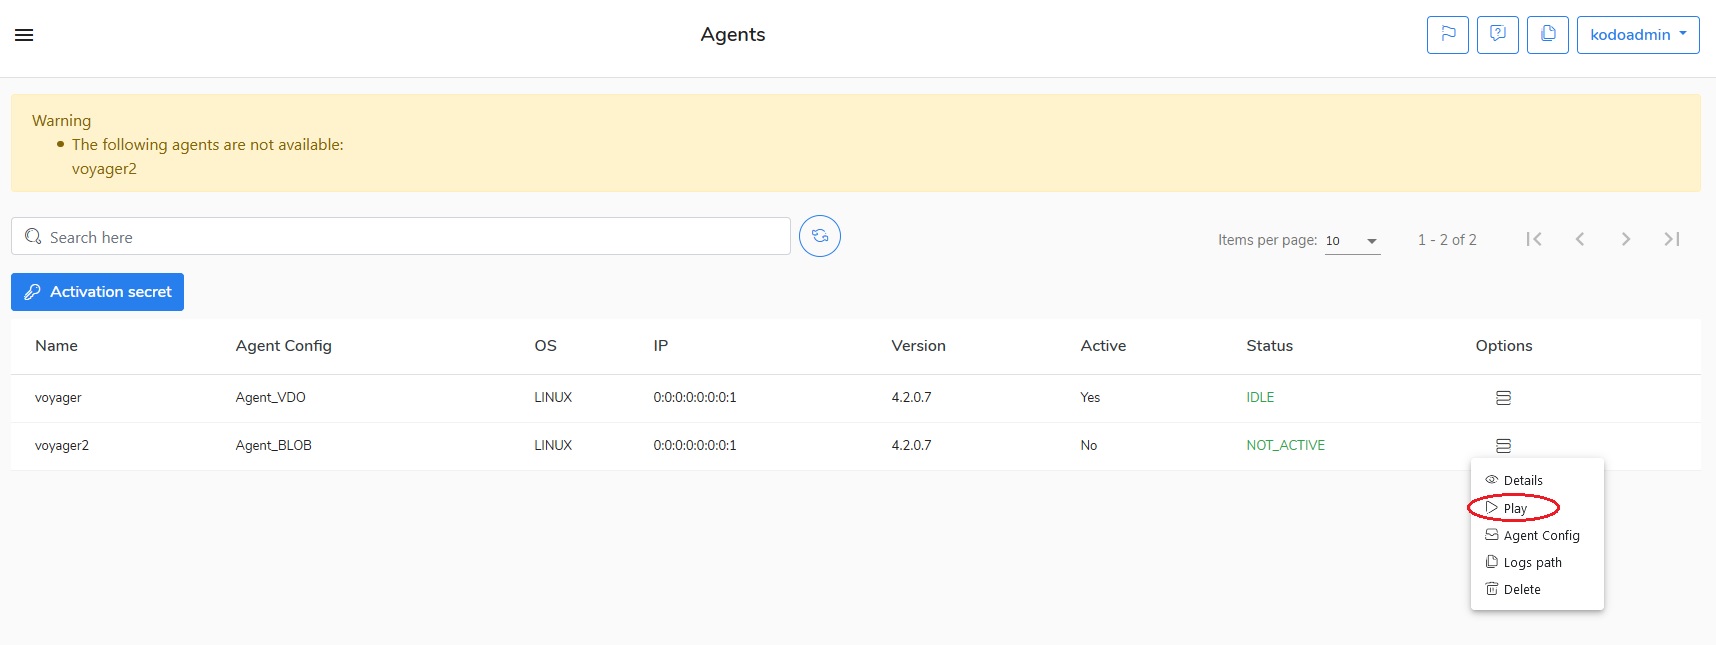 Agents
kodoadmin
Warning
The following agents are not available:
voyager2
Search here
Items per page: 10 1 - 2 of 2
Activation secret
Name Agent Config OS IP Version Active Status Options
voyager Agent_VDO LINUX 0:0:0:0:0:0:0:1 4.2.0.7 Yes IDLE
voyager2 Agent_BLOB LINUX 0:0:0:0:0:0:0:1 4.2.0.7 No NOT_ACTIVE
Details
Play
Agent Config
Logs path
Delete